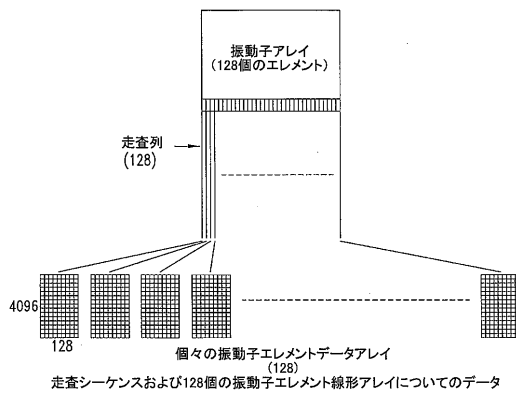 振動子アレイ
(128個のエレメント)
走査列
(128)
4096
128
個々の振動子エレメントデータアレイ
(128)
走査シーケンスおよび128個の振動子エレメント線形アレイについてのデータ